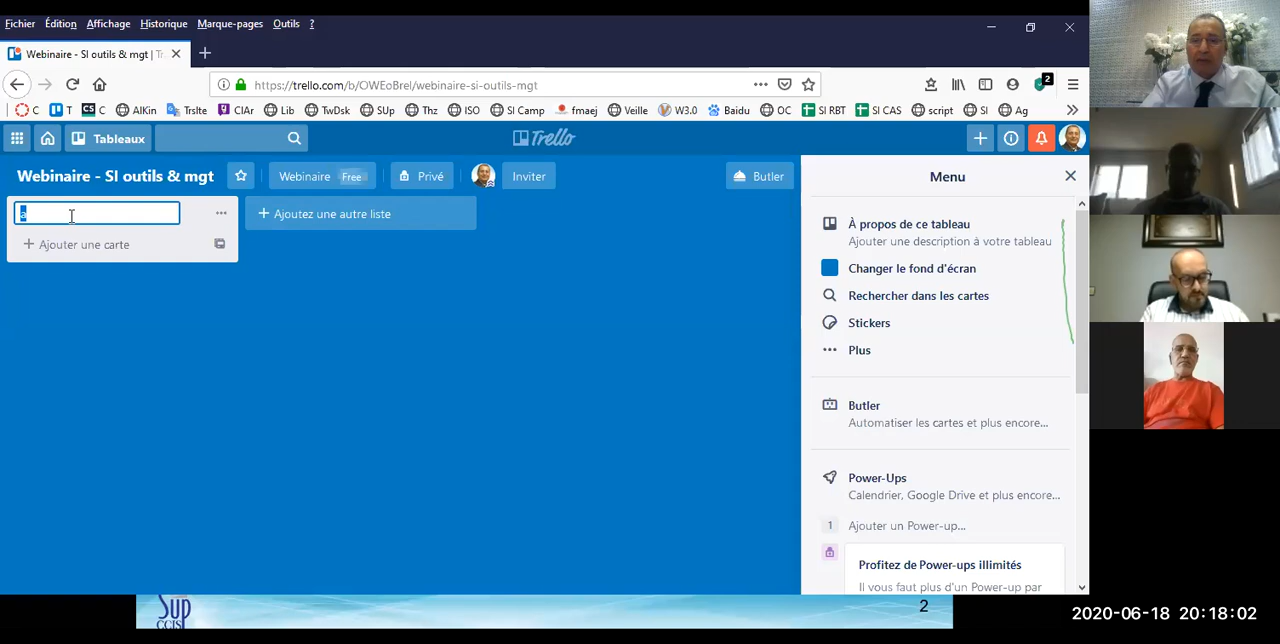 Fichier Édition Affichage Historique Marque-pages Outils ?
Webinaire - SI outils & mgt | Tr
https://trello.com/b/OWEoBrel/webinaire-si-outils-mgt
2
C T C AlKin Trslte ClAr Lib TwDsk SUp Thz ISO SI Camp fmaej Veille W3.0 Baidu OC SI RBT SI CAS script SI Ag
Tableaux
Trello
Webinaire - SI outils & mgt
Webinaire Free
Privé
Inviter
Butler
a
+ Ajouter une carte
+ Ajoutez une autre liste
Menu
À propos de ce tableau
Ajouter une description à votre tableau
Changer le fond d'écran
Rechercher dans les cartes
Stickers
Plus
Butler
Automatiser les cartes et plus encore...
Power-Ups
Calendrier, Google Drive et plus encore...
1 Ajouter un Power-up...
Profitez de Power-ups illimités
Il vous faut plus d'un Power-up par
Sup
CCIS
2
2020-06-18 20:18:02